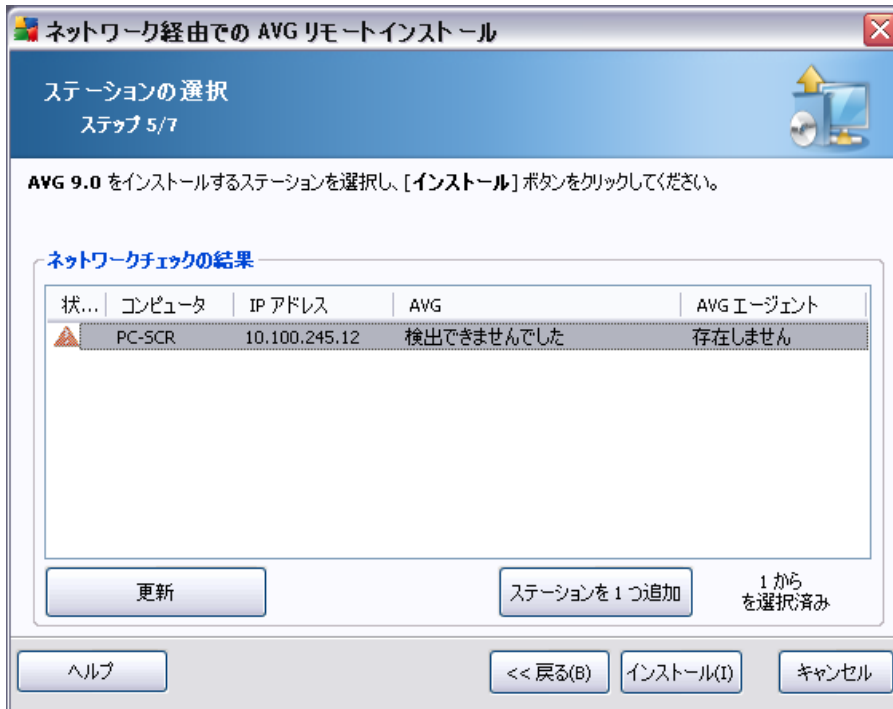 ネットワーク経由での AVG リモートインストール
ステーションの選択
ステップ 5/7
AVG 9.0 をインストールするステーションを選択し、[インストール] ボタンをクリックしてください。
ネットワークチェックの結果
状... コンピュータ IP アドレス AVG AVG エージェント
PC-SCR 10.100.245.12 検出できませんでした 存在しません
更新 ステーションを 1 つ追加 1 から
を選択済み
ヘルプ << 戻る(B) インストール(I) キャンセル